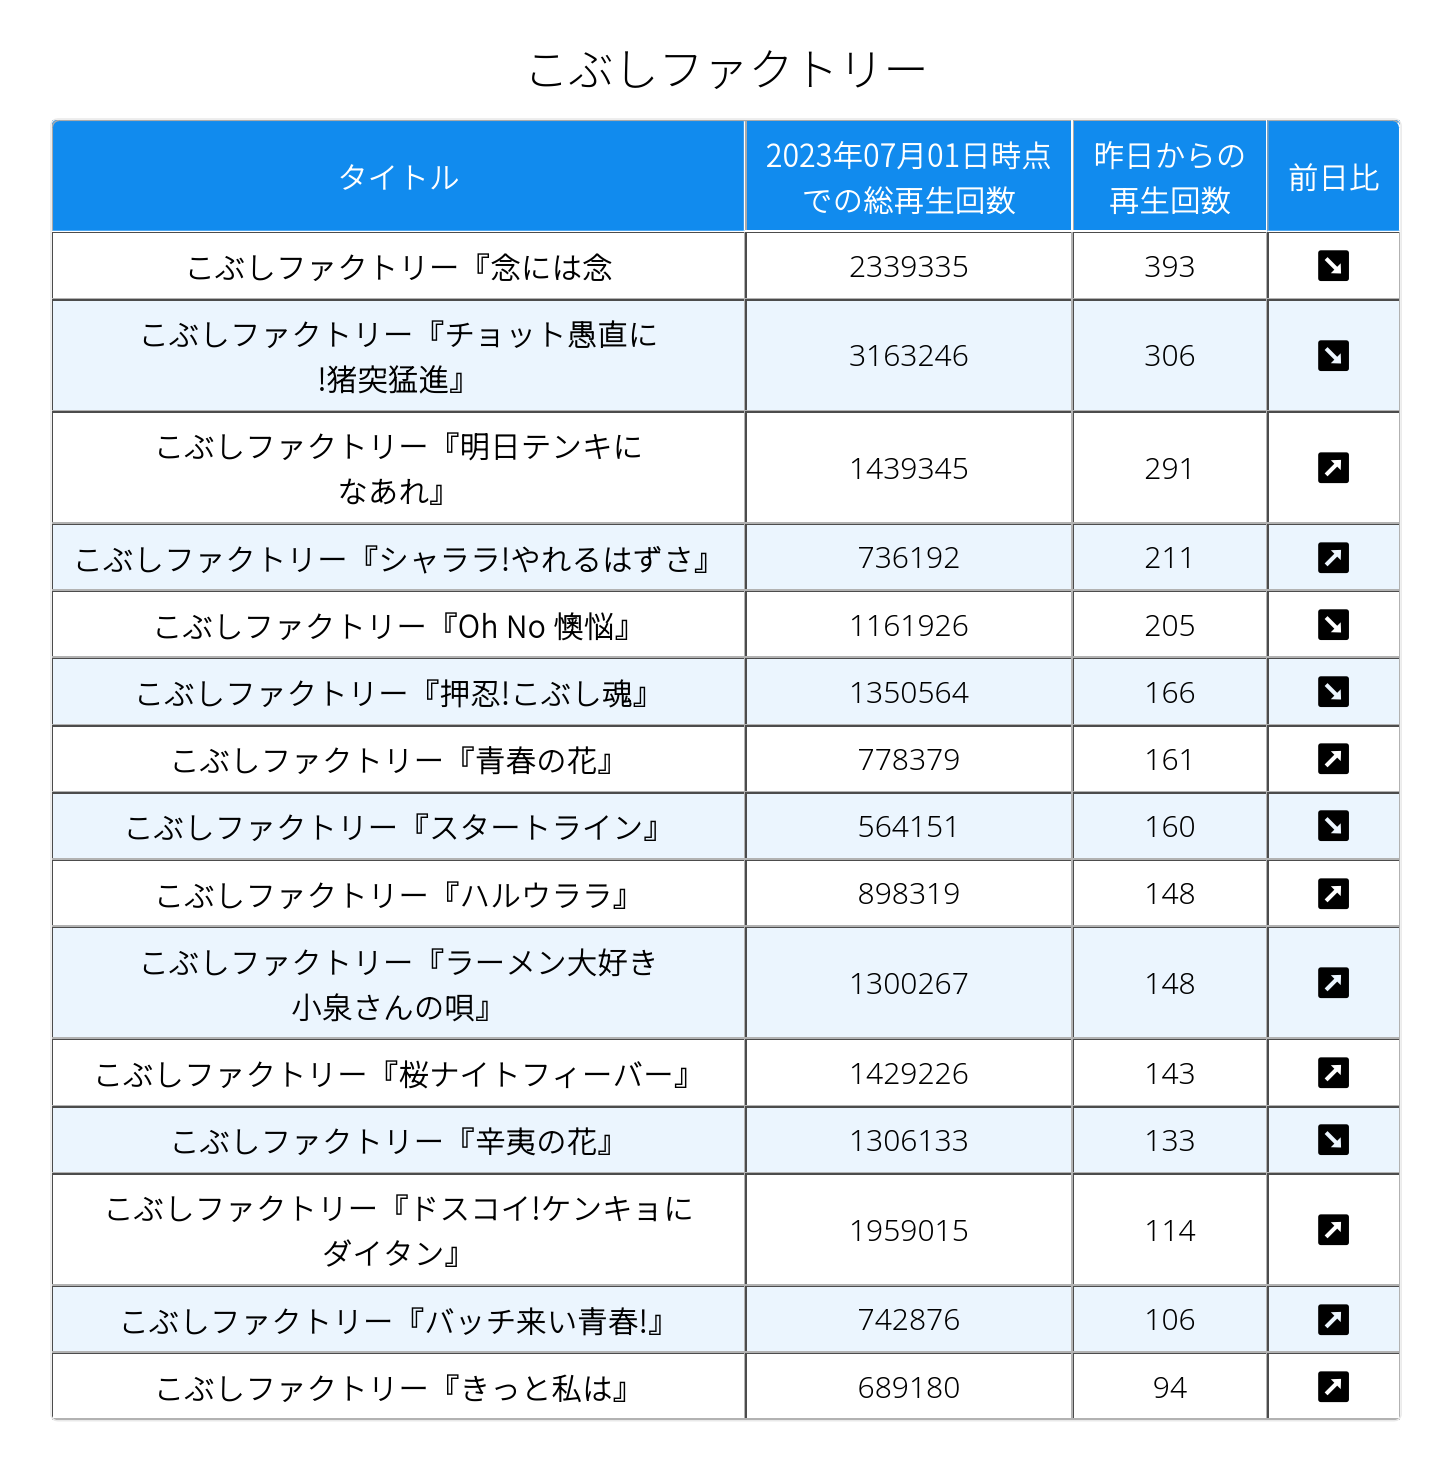 こぶしファクトリー
タイトル
2023年07月01日時点
での総再生回数
昨日からの
再生回数
前日比
こぶしファクトリー『念には念 2339335 393
こぶしファクトリー『チョット愚直に
!猪突猛進』 3163246 306
こぶしファクトリー『明日テンキに
なあれ』 1439345 291
こぶしファクトリー『シャララ!やれるはずさ』 736192 211
こぶしファクトリー『Oh No 懊悩』 1161926 205
こぶしファクトリー『押忍!こぶし魂』 1350564 166
こぶしファクトリー『青春の花』 778379 161
こぶしファクトリー『スタートライン』 564151 160
こぶしファクトリー『ハルウララ』 898319 148
こぶしファクトリー『ラーメン大好き
小泉さんの唄』 1300267 148
こぶしファクトリー『桜ナイトフィーバー』 1429226 143
こぶしファクトリー『辛夷の花』 1306133 133
こぶしファクトリー『ドスコイ!ケンキョに
ダイタン』 1959015 114
こぶしファクトリー『バッチ来い青春!』 742876 106
こぶしファクトリー『きっと私は』 689180 94